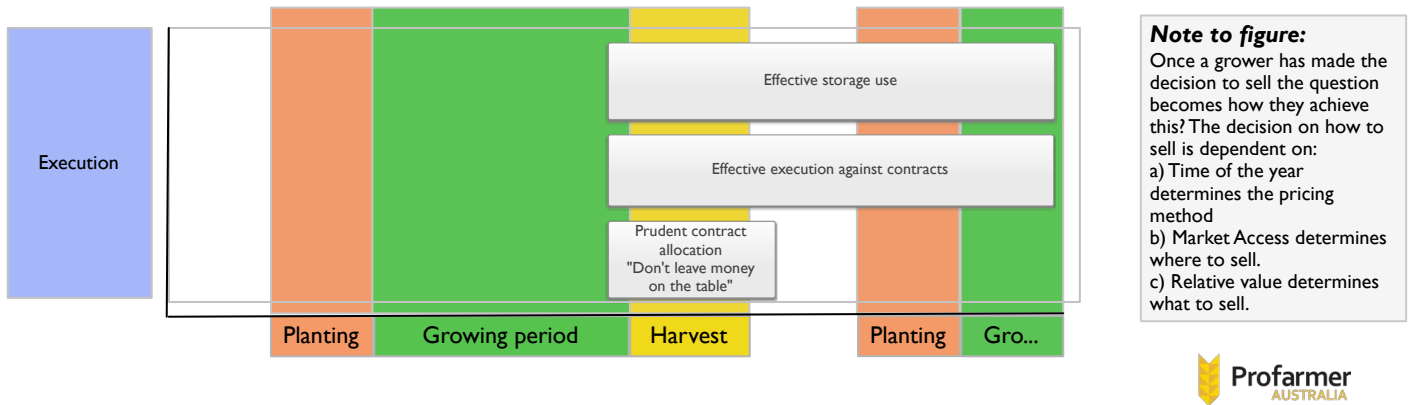 Execution
Effective storage use
Effective execution against contracts
Prudent contract
allocation
"Don't leave money
on the table"
Planting
Growing period
Harvest
Planting
Gro...
Note to figure:
Once a grower has made the
decision to sell the question
becomes how they achieve
this? The decision on how to
sell is dependent on:
a) Time of the year
determines the pricing
method
b) Market Access determines
where to sell.
c) Relative value determines
what to sell.
Profarmer
AUSTRALIA